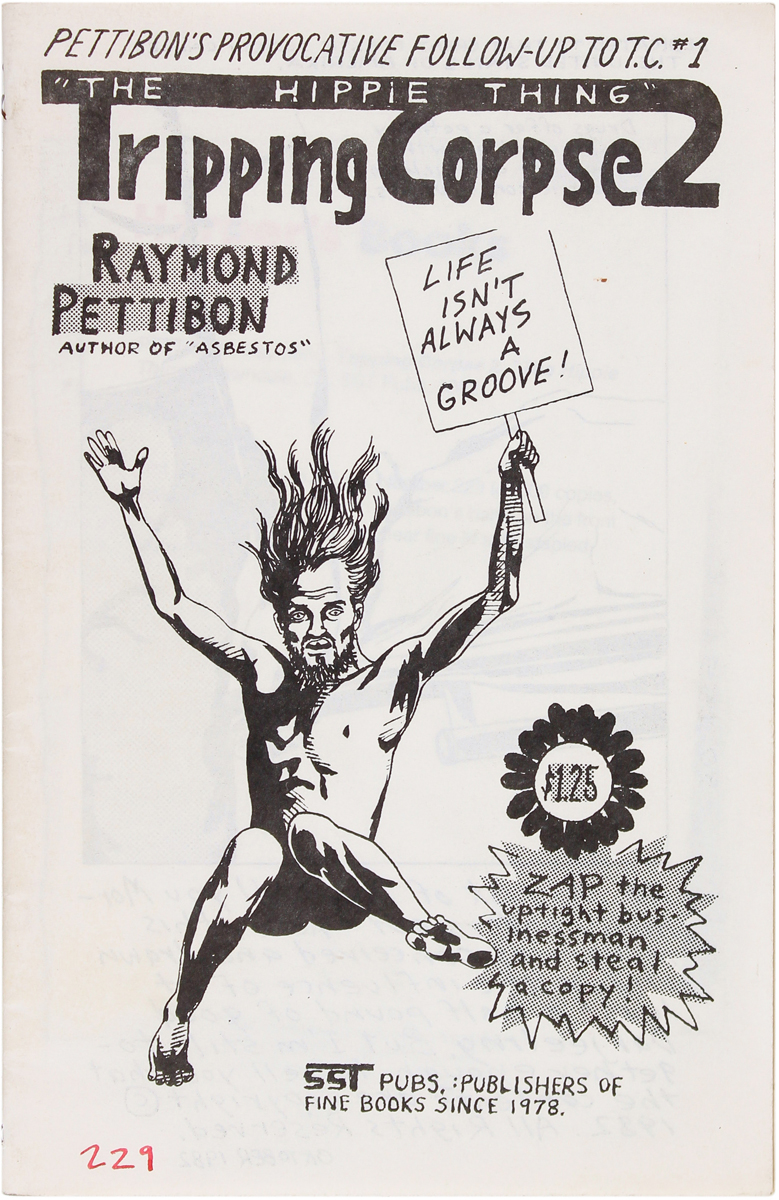 PETTIBON'S PROVOCATIVE FOLLOW-UP TO T.C. #1
"THE HIPPIE THING"
Tripping Corpse 2
RAYMOND
PETTIBON
AUTHOR OF "ASBESTOS"
LIFE
ISN'T
ALWAYS
A
GROOVE!
$1.25
ZAP the
uptight bus-
inessman
and steal
a copy!
SST PUBS.: PUBLISHERS OF
FINE BOOKS SINCE 1978.
229